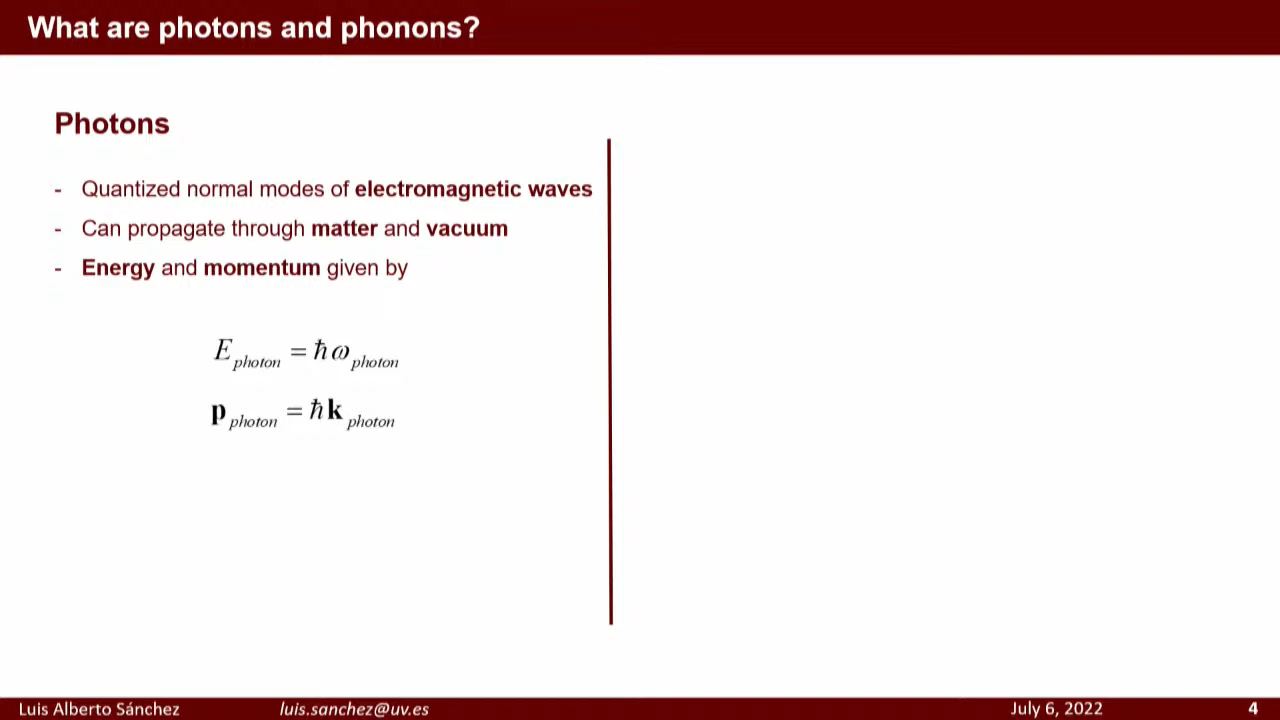 What are photons and phonons?
Photons
- Quantized normal modes of electromagnetic waves
- Can propagate through matter and vacuum
- Energy and momentum given by
E_photon = ħω_photon
p_photon = ħk_photon
Luis Alberto Sánchez luis.sanchez@uv.es July 6, 2022 4